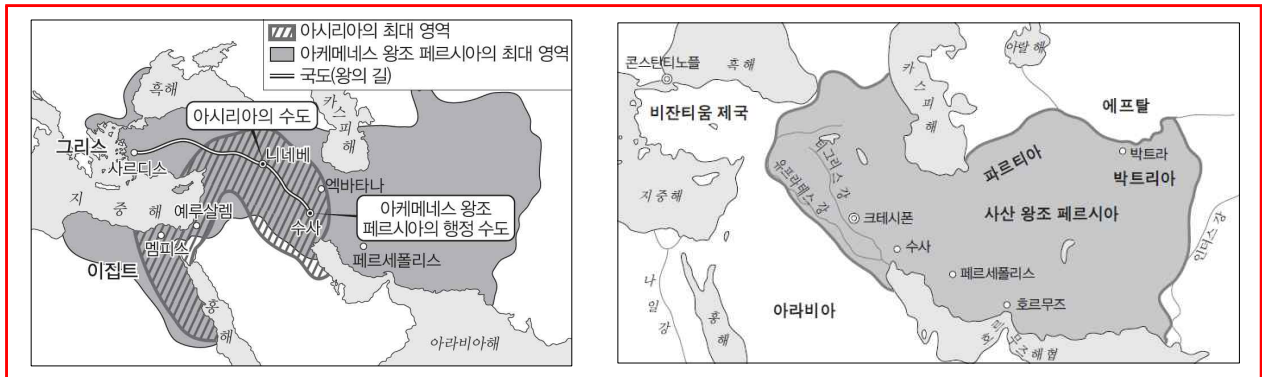 아시리아의 최대 영역
아케메네스 왕조 페르시아의 최대 영역
국도(왕의 길)
흑해
카스피해
아시리아의 수도
그리스
사르디스
니네베
엑바타나
지중해
예루살렘
수사
아케메네스 왕조
페르시아의 행정 수도
멤피스
페르세폴리스
이집트
홍해
아라비아해
아랄해
콘스탄티노플
흑해
카스피해
비잔티움 제국
에프탈
티그리스 강
파르티아
박트라
박트리아
유프라테스 강
지중해
사산 왕조 페르시아
크테시폰
수사
인더스 강
페르세폴리스
나일강
홍해
아라비아
호르무즈
호르무즈해협